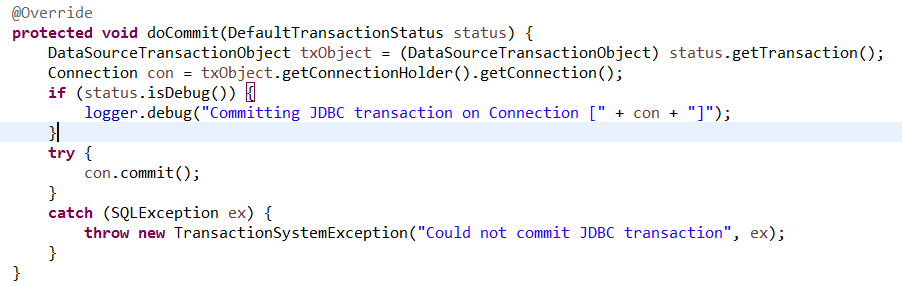 @Override
protected void doCommit(DefaultTransactionStatus status) {
    DataSourceTransactionObject txObject = (DataSourceTransactionObject) status.getTransaction();
    Connection con = txObject.getConnectionHolder().getConnection();
    if (status.isDebug()) {
        logger.debug("Committing JDBC transaction on Connection [" + con + "]");
    }
    try {
        con.commit();
    }
    catch (SQLException ex) {
        throw new TransactionSystemException("Could not commit JDBC transaction", ex);
    }
}